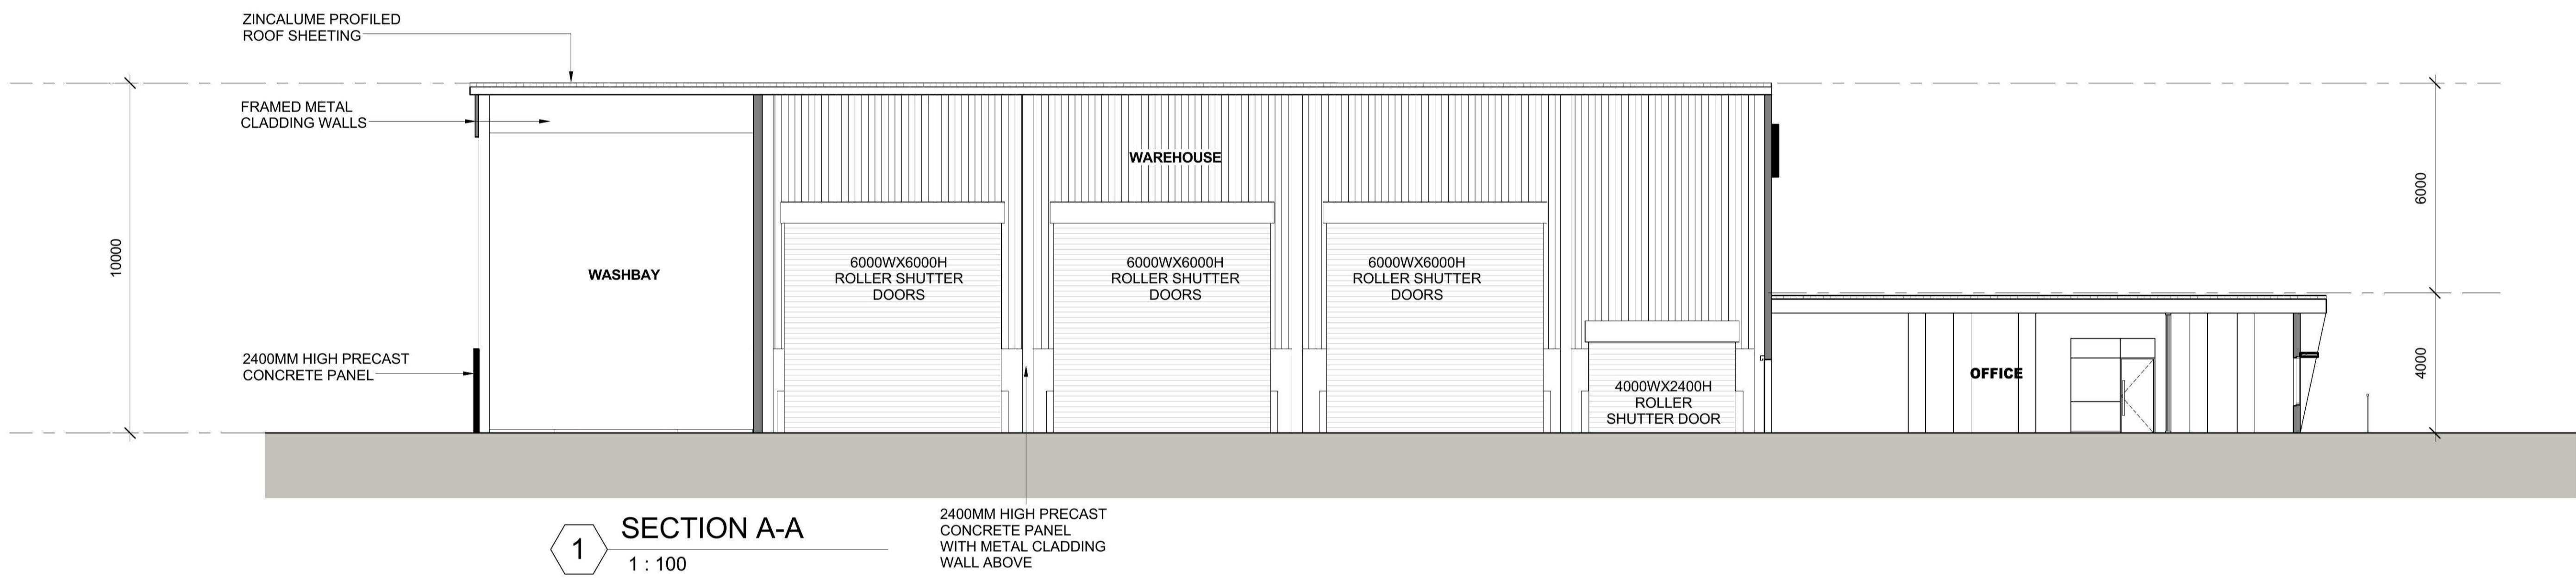 ZINCALUME PROFILED
ROOF SHEETING
FRAMED METAL
CLADDING WALLS
10000
2400MM HIGH PRECAST
CONCRETE PANEL
WASHBAY
WAREHOUSE
6000WX6000H
ROLLER SHUTTER
DOORS
6000WX6000H
ROLLER SHUTTER
DOORS
6000WX6000H
ROLLER SHUTTER
DOORS
4000WX2400H
ROLLER
SHUTTER DOOR
OFFICE
6000
4000
1
SECTION A-A
1 : 100
2400MM HIGH PRECAST
CONCRETE PANEL
WITH METAL CLADDING
WALL ABOVE